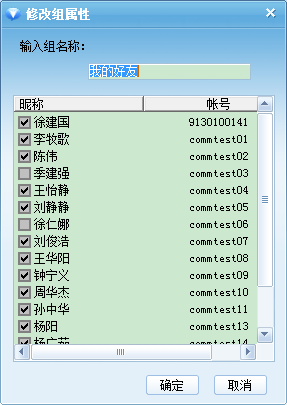 修改组属性
输入组名称:
我的好友
昵称 帐号
徐建国 9130100141
李牧歌 commtest01
陈伟 commtest02
季建强 commtest03
王怡静 commtest04
刘静静 commtest05
徐仁娜 commtest06
刘俊洁 commtest07
王华阳 commtest08
钟宁义 commtest09
周华杰 commtest10
孙中华 commtest11
杨阳 commtest13
commtest14
确定 取消